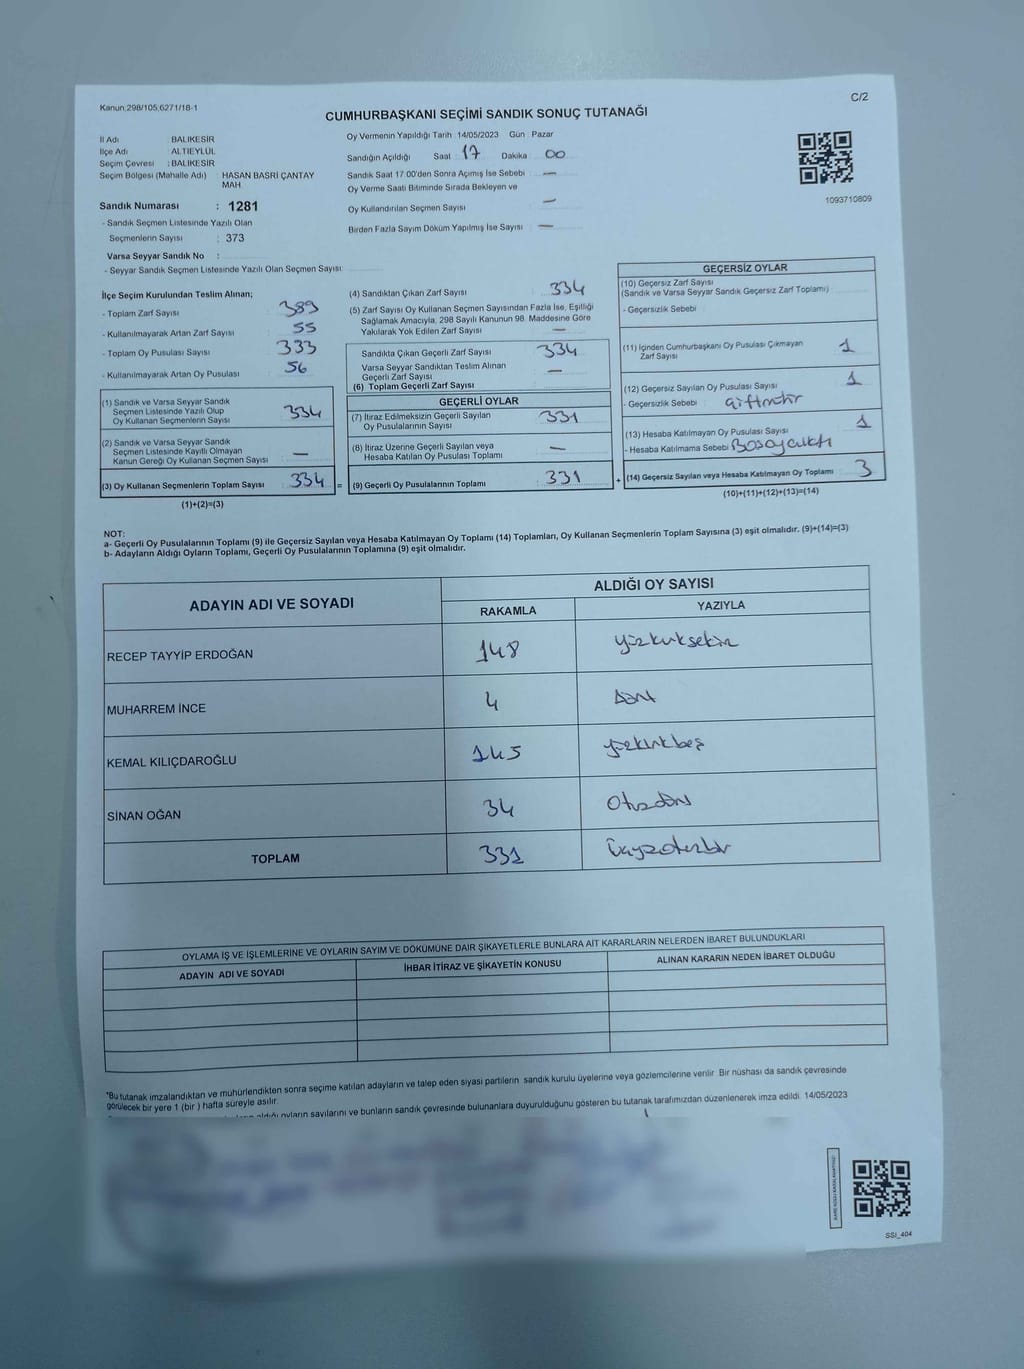 Kanun:298/105,6271/18-1
C/2
CUMHURBAŞKANI SEÇİMİ SANDIK SONUÇ TUTANAĞI
İl Adı : BALIKESİR
İlçe Adı : ALTIEYLÜL
Seçim Çevresi : BALIKESİR
Seçim Bölgesi (Mahalle Adı) : HASAN BASRİ ÇANTAY
MAH
Sandık Numarası : 1281
- Sandık Seçmen Listesinde Yazılı Olan
Seçmenlerin Sayısı : 373
Varsa Seyyar Sandık No :
- Seyyar Sandık Seçmen Listesinde Yazılı Olan Seçmen Sayısı:
Oy Vermenin Yapıldığı Tarih 14/05/2023 Gün : Pazar
Sandığın Açıldığı Saat 17 Dakika 00
Sandık Saat 17:00'den Sonra Açımış İse Sebebi —
Oy Verme Saati Bitiminde Sırada Bekleyen ve
Oy Kullandırılan Seçmen Sayısı —
Birden Fazla Sayım Döküm Yapılmış İse Sayısı —
1093710809
İlçe Seçim Kurulundan Teslim Alınan;
- Toplam Zarf Sayısı 389
- Kullanılmayarak Artan Zarf Sayısı 55
- Toplam Oy Pusulası Sayısı 333
- Kullanılmayarak Artan Oy Pusulası 56
(1) Sandık ve Varsa Seyyar Sandık
Seçmen Listesinde Yazılı Olup
Oy Kullanan Seçmenlerin Sayısı 334
(2) Sandık ve Varsa Seyyar Sandık
Seçmen Listesinde Kayıtlı Olmayan
Kanun Gereği Oy Kullanan Seçmen Sayısı —
(3) Oy Kullanan Seçmenlerin Toplam Sayısı 334 =
(1)+(2)=(3)
(4) Sandıktan Çıkan Zarf Sayısı 334
(5) Zarf Sayısı Oy Kullanan Seçmen Sayısından Fazla İse, Eşitliği
Sağlamak Amacıyla, 298 Sayılı Kanunun 98. Maddesine Göre
Yakılarak Yok Edilen Zarf Sayısı —
Sandıkta Çıkan Geçerli Zarf Sayısı 334
Varsa Seyyar Sandıktan Teslim Alınan
Geçerli Zarf Sayısı —
(6) Toplam Geçerli Zarf Sayısı
GEÇERLİ OYLAR
(7) İtiraz Edilmeksizin Geçerli Sayılan
Oy Pusulalarının Sayısı 331
(8) İtiraz Üzerine Geçerli Sayılan veya
Hesaba Katılan Oy Pusulası Toplamı —
(9) Geçerli Oy Pusulalarının Toplamı 331 +
GEÇERSİZ OYLAR
(10) Geçersiz Zarf Sayısı
(Sandık ve Varsa Seyyar Sandık Geçersiz Zarf Toplamı)
- Geçersizlik Sebebi
(11) İçinden Cumhurbaşkanı Oy Pusulası Çıkmayan
Zarf Sayısı 1
(12) Geçersiz Sayılan Oy Pusulası Sayısı 1
- Geçersizlik Sebebi :
(13) Hesaba Katılmayan Oy Pusulası Sayısı 1
- Hesaba Katılmama Sebebi Boşoyçıktı
(14) Geçersiz Sayılan veya Hesaba Katılmayan Oy Toplamı 3
(10)+(11)+(12)+(13)=(14)
NOT:
a- Geçerli Oy Pusulalarının Toplamı (9) ile Geçersiz Sayılan veya Hesaba Katılmayan Oy Toplamı (14) Toplamları, Oy Kullanan Seçmenlerin Toplam Sayısına (3) eşit olmalıdır. (9)+(14)=(3)
b- Adayların Aldığı Oyların Toplamı, Geçerli Oy Pusulalarının Toplamına (9) eşit olmalıdır.
ADAYIN ADI VE SOYADI ALDIĞI OY SAYISI
RAKAMLA YAZIYLA
RECEP TAYYİP ERDOĞAN 148 yüzkırksekiz
MUHARREM İNCE 4 Dört
KEMAL KILIÇDAROĞLU 145 yüzkırkbeş
SİNAN OĞAN 34 Otuzdört
TOPLAM 331 Üçyüzotuzbir
OYLAMA İŞ VE İŞLEMLERİNE VE OYLARIN SAYIM VE DÖKÜMÜNE DAİR ŞİKAYETLERLE BUNLARA AİT KARARLARIN NELERDEN İBARET BULUNDUKLARI
ADAYIN ADI VE SOYADI İHBAR İTİRAZ VE ŞİKAYETİN KONUSU ALINAN KARARIN NEDEN İBARET OLDUĞU
*Bu tutanak imzalandıktan ve mühürlendikten sonra seçime katılan adayların ve talep eden siyasi partilerin sandık kurulu üyelerine veya gözlemcilerine verilir. Bir nüshası da sandık çevresinde
görülecek bir yere 1 (bir ) hafta süreyle asılır.
aldığı oyların sayılarını ve bunların sandık çevresinde bulunanlara duyurulduğunu gösteren bu tutanak tarafımızdan düzenlenerek imza edildi. 14/05/2023
SSI_404